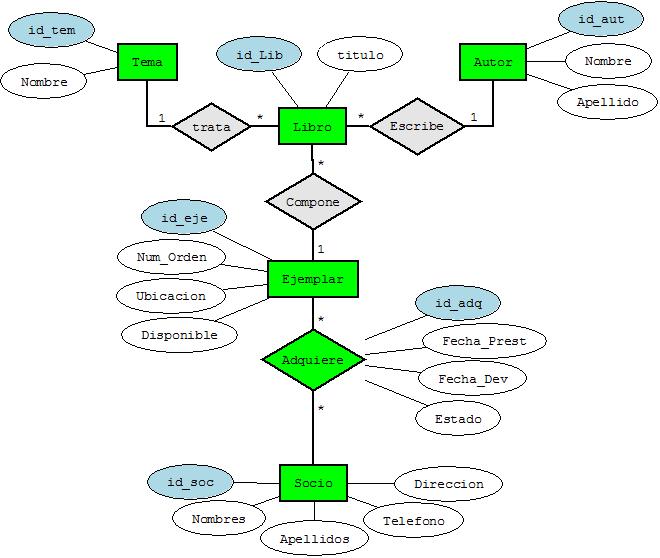 id_tem
id_aut
Tema
id_Lib
titulo
Autor
Nombre
Nombre
Apellido
1
trata
*
Libro
*
Escribe
1
*
Compone
id_eje
1
Num_Orden
Ejemplar
Ubicacion
id_adq
*
Disponible
Fecha_Prest
Adquiere
Fecha_Dev
*
Estado
id_soc
Socio
Direccion
Nombres
Telefono
Apellidos